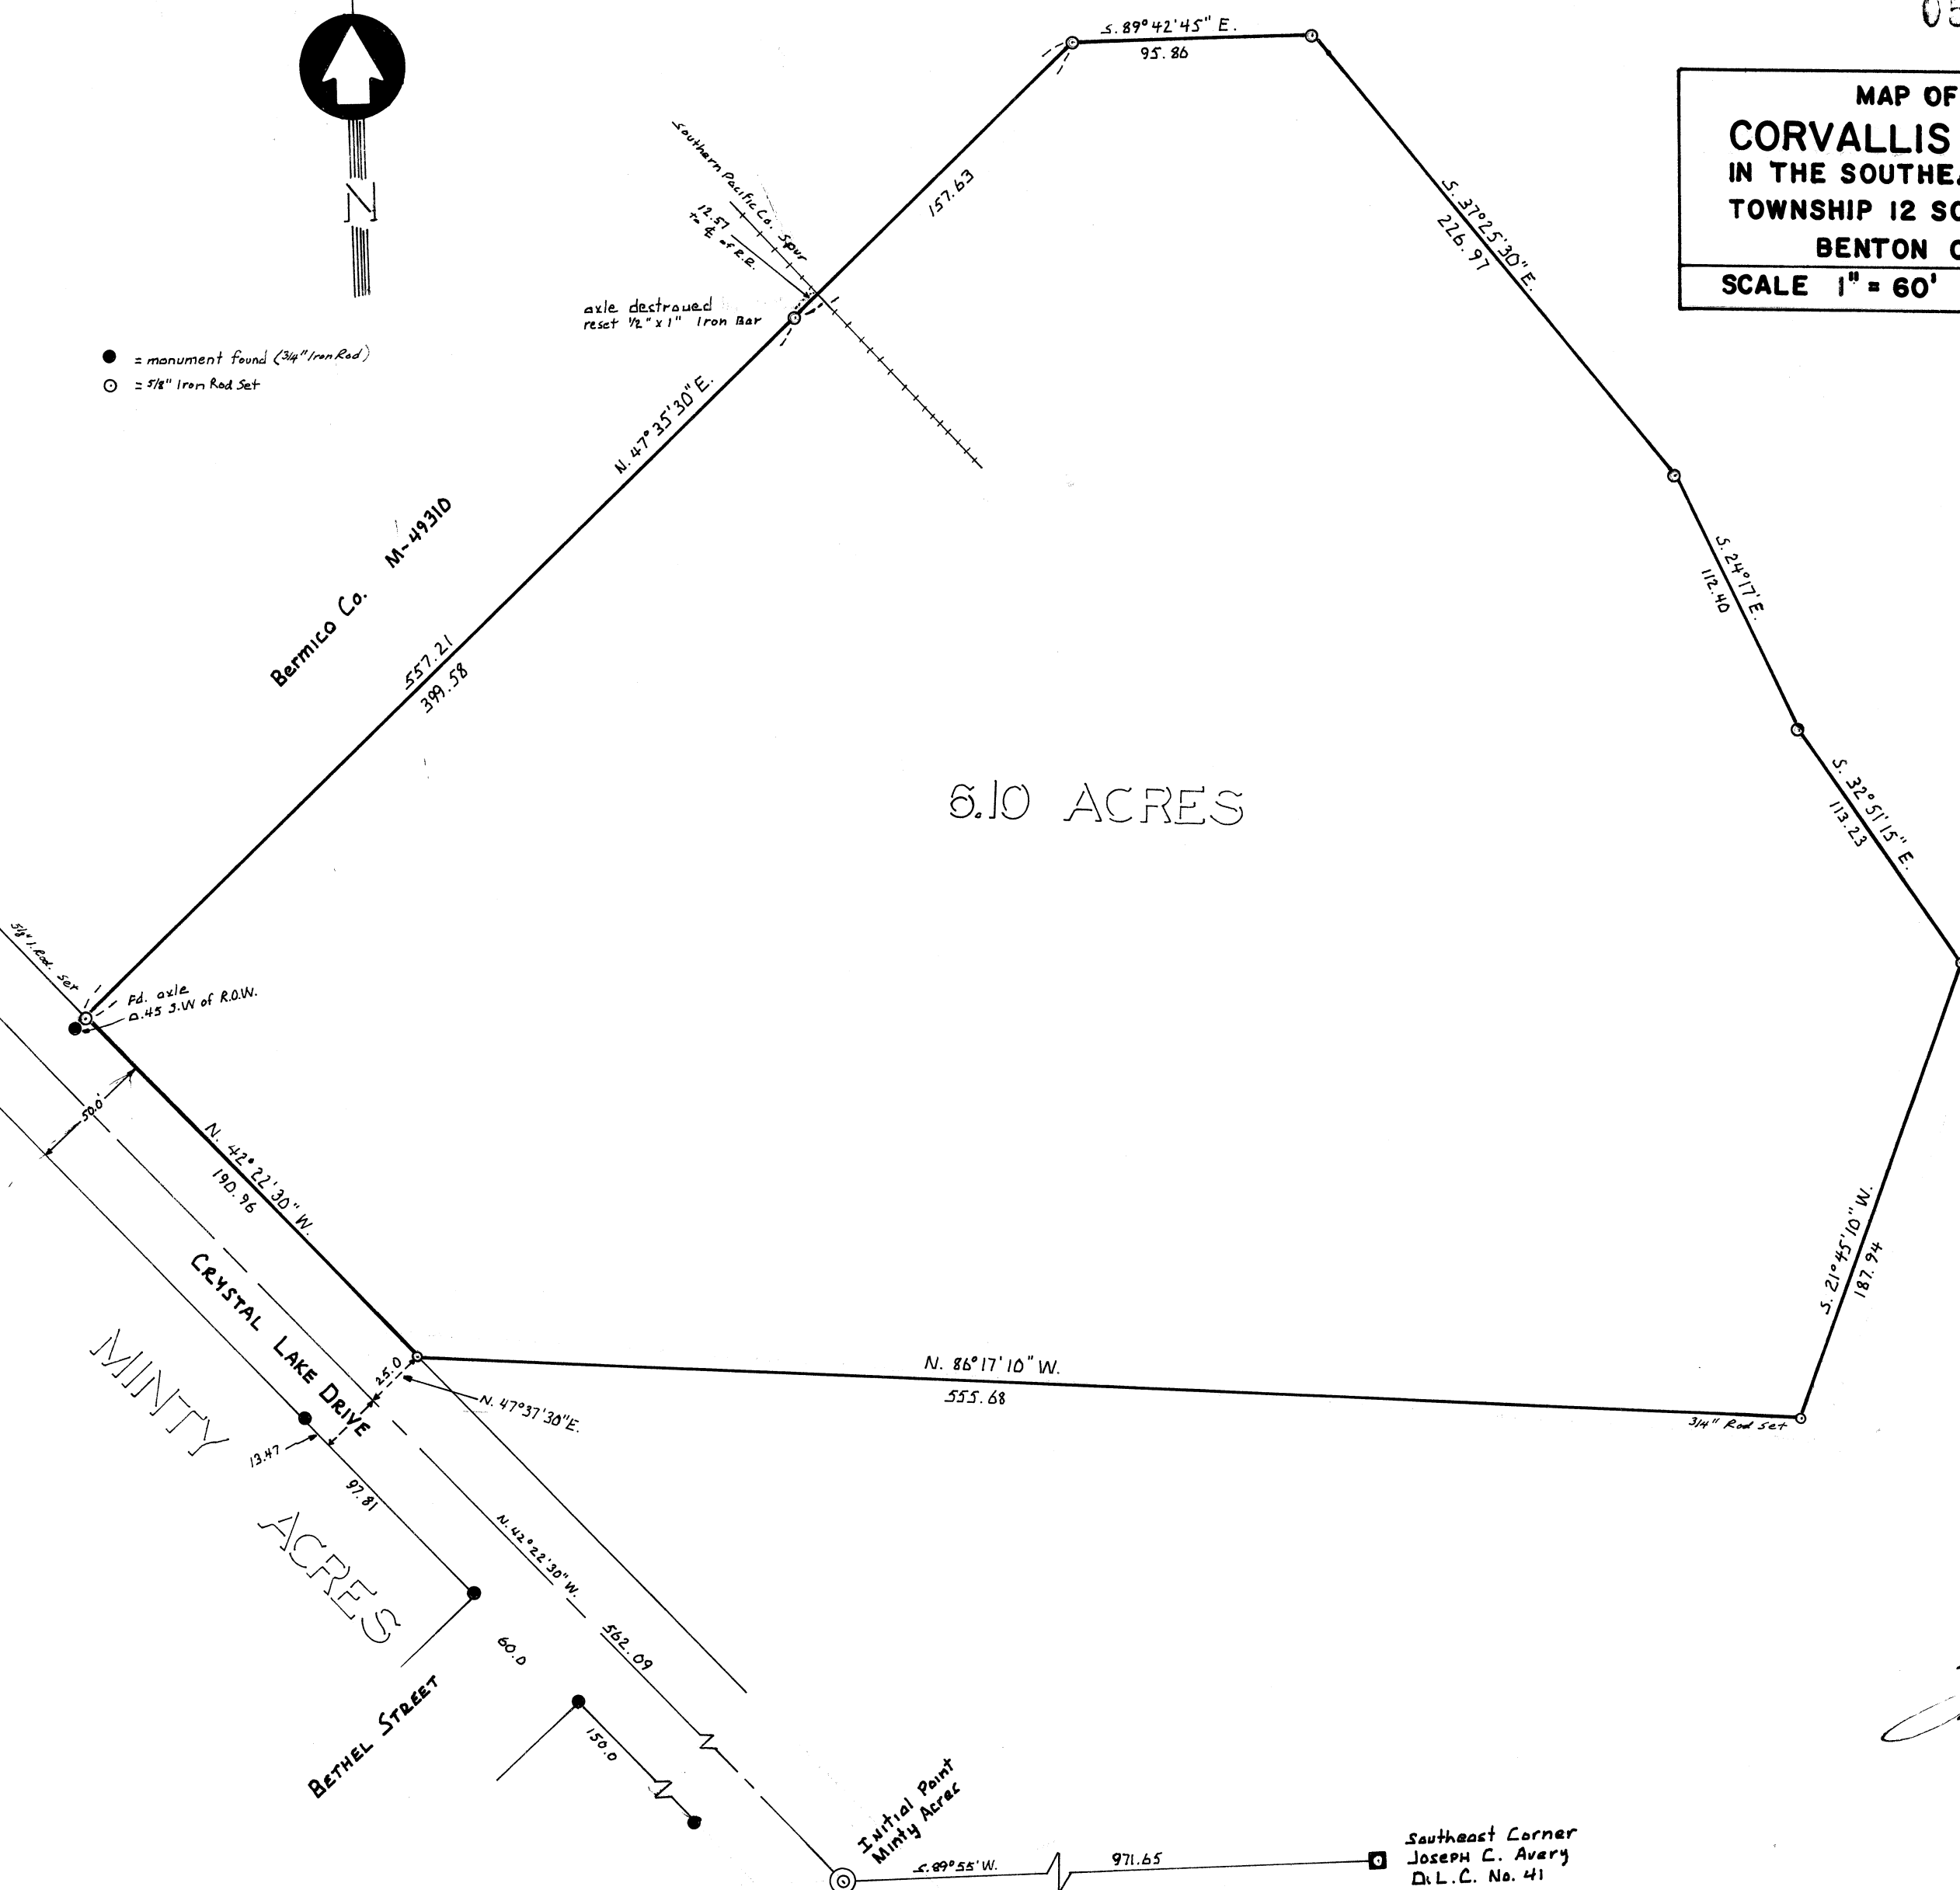 05
S. 89° 42' 45" E.
95.86
MAP OF
CORVALLIS
IN THE SOUTHEA
TOWNSHIP 12 SO
BENTON C
SCALE 1" = 60'
N
Southern Pacific Co. Spur
12.57
to ℄ of R.R.
157.63
S. 37° 25' 30" E.
226.97
axle destroued
reset 1/2" x 1" Iron Bar
= monument found (3/4" Iron Rod)
= 5/8" Iron Rod Set
N. 47° 35' 30" E.
Bermico Co. M-49310
557.21
399.58
S. 24° 17' E.
112.40
6.10 ACRES
S. 32° 51' 15" E.
113.23
5/8" I. Rod. Set
Fd. axle
0.45 S.W of R.O.W.
50.0'
N. 42° 22' 30" W.
190.96
S. 21° 45' 10" W.
187.94
CRYSTAL LAKE DRIVE
25.0
N. 47° 37' 30" E.
N. 86° 17' 10" W.
555.68
3/4" Rod Set
MINTY
ACRES
13.47
97.81
N. 42° 22' 30" W.
562.09
60.0
BETHEL STREET
150.0
Initial Point
Minty Acres
S. 89° 55' W.
971.65
Southeast Corner
Joseph C. Avery
D.L.C. No. 41